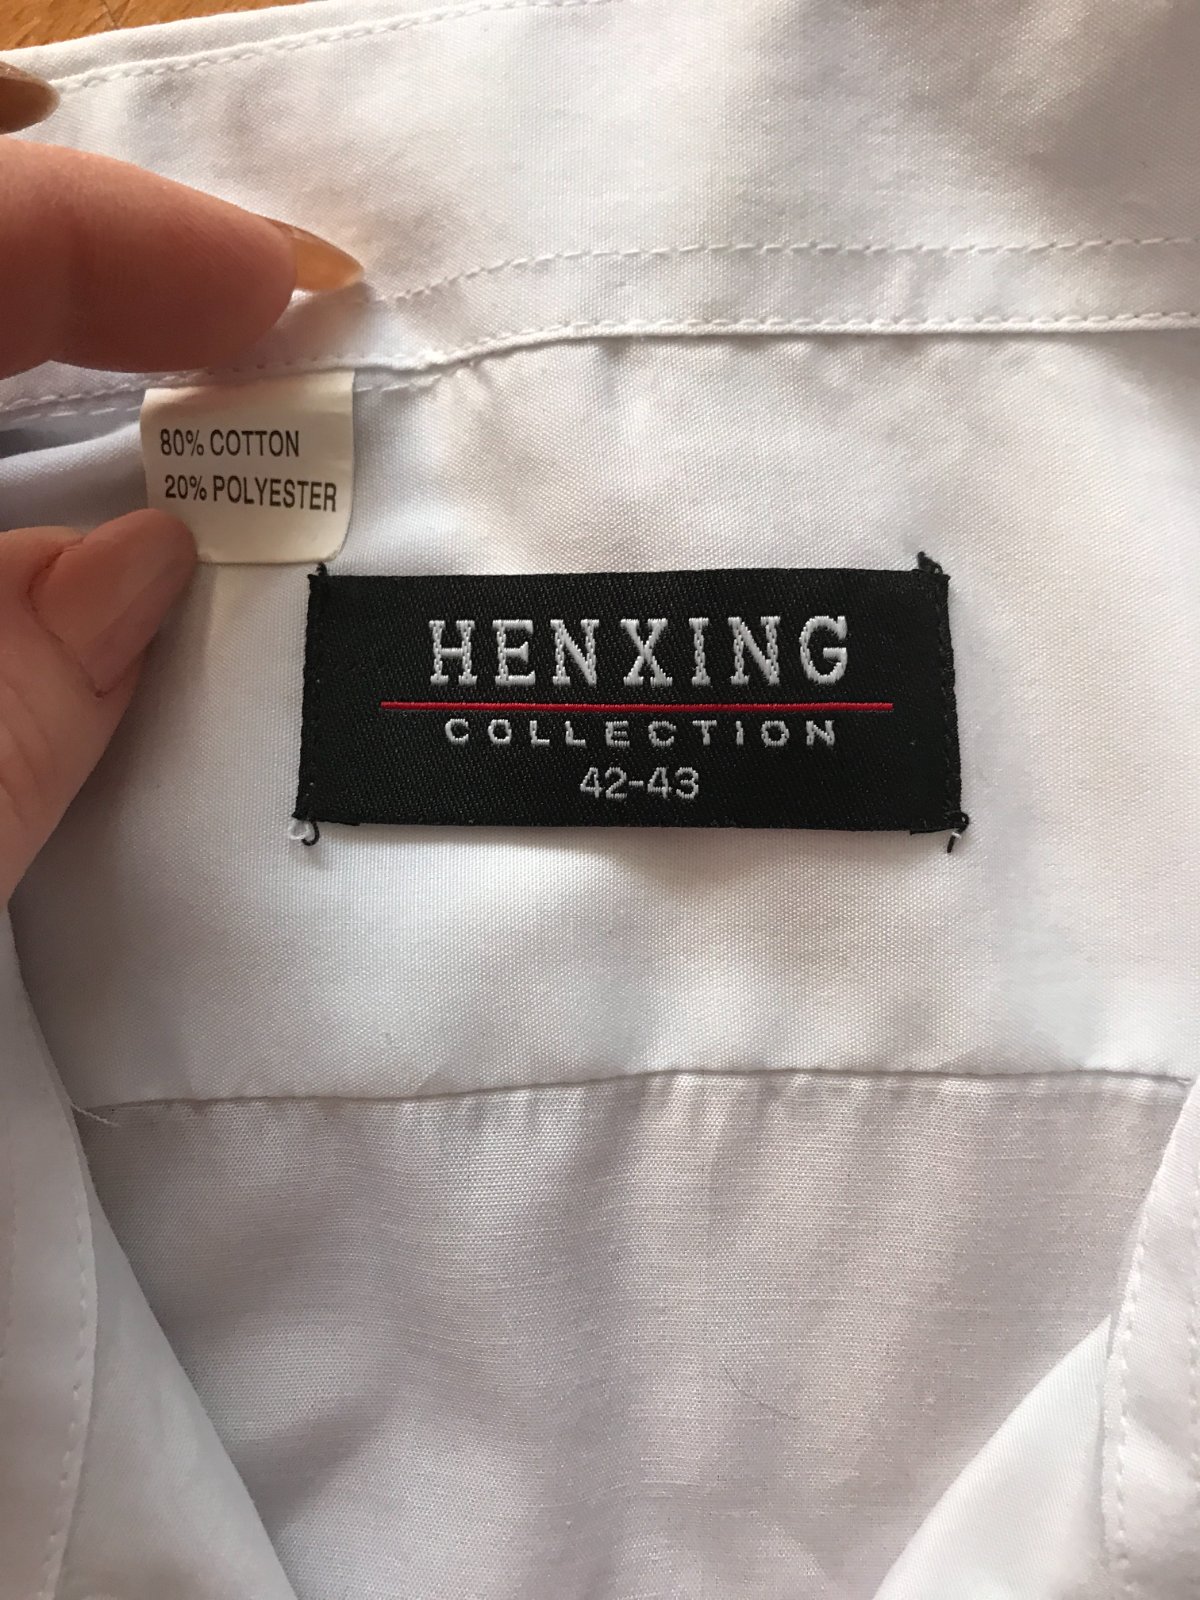 80% COTTON
20% POLYESTER
HENXING
COLLECTION
42-43